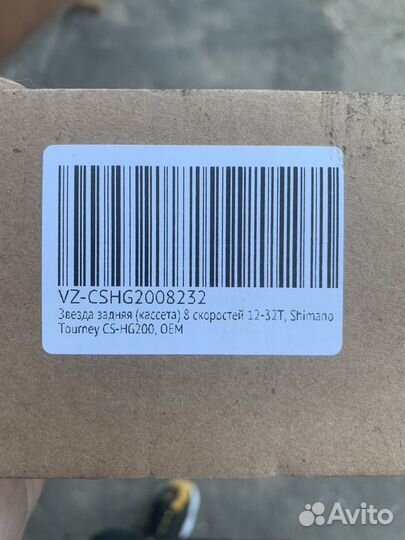 VZ-CSHG2008232
Звезда задняя (кассета) 8 скоростей 12-32T, Shimano
Tourney CS-HG200, OEM
Avito